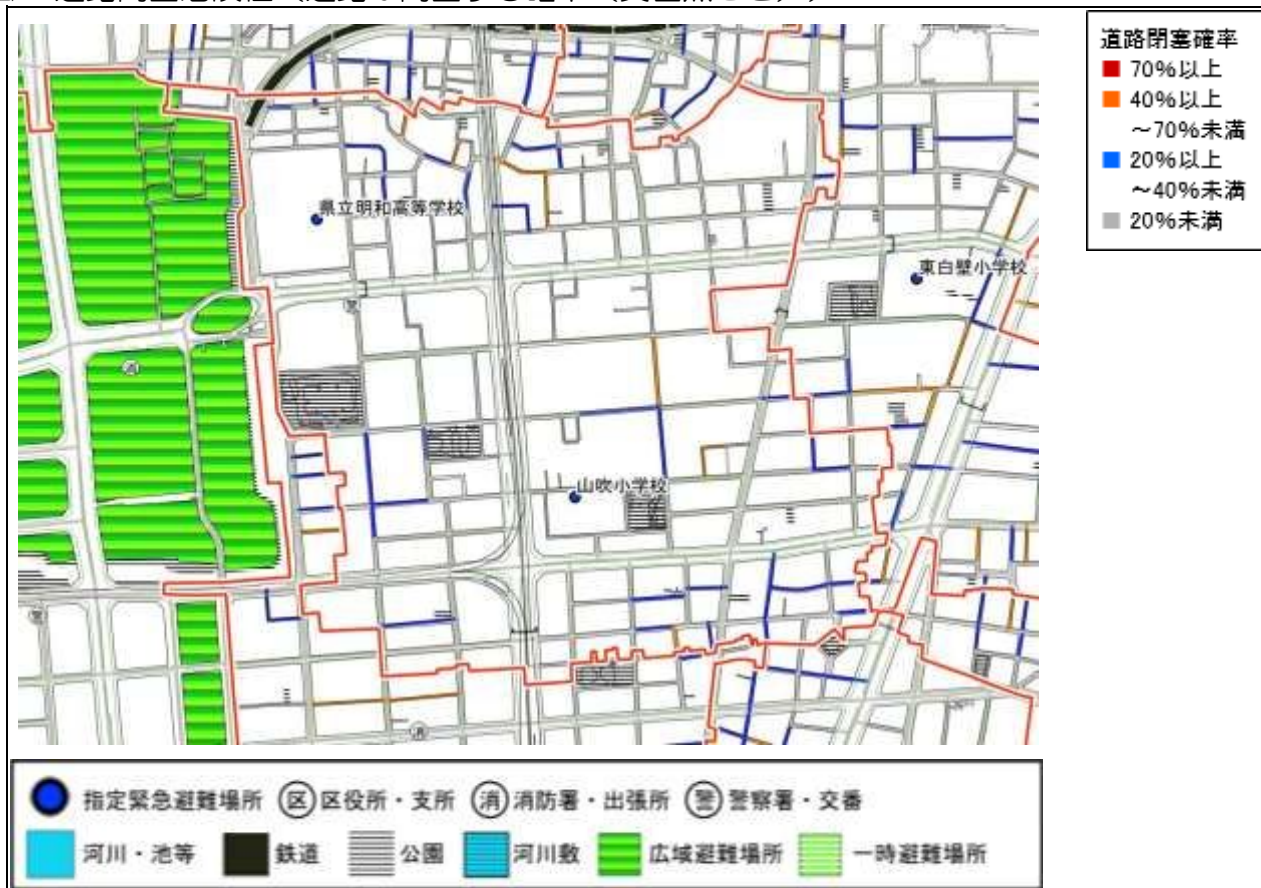 道路閉塞確率
70%以上
40%以上
～70%未満
20%以上
～40%未満
20%未満
県立明和高等学校
東白壁小学校
消
山吹小学校
指定緊急避難場所 区 区役所・支所 消 消防署・出張所 警 警察署・交番
河川・池等 鉄道 公園 河川敷 広域避難場所 一時避難場所